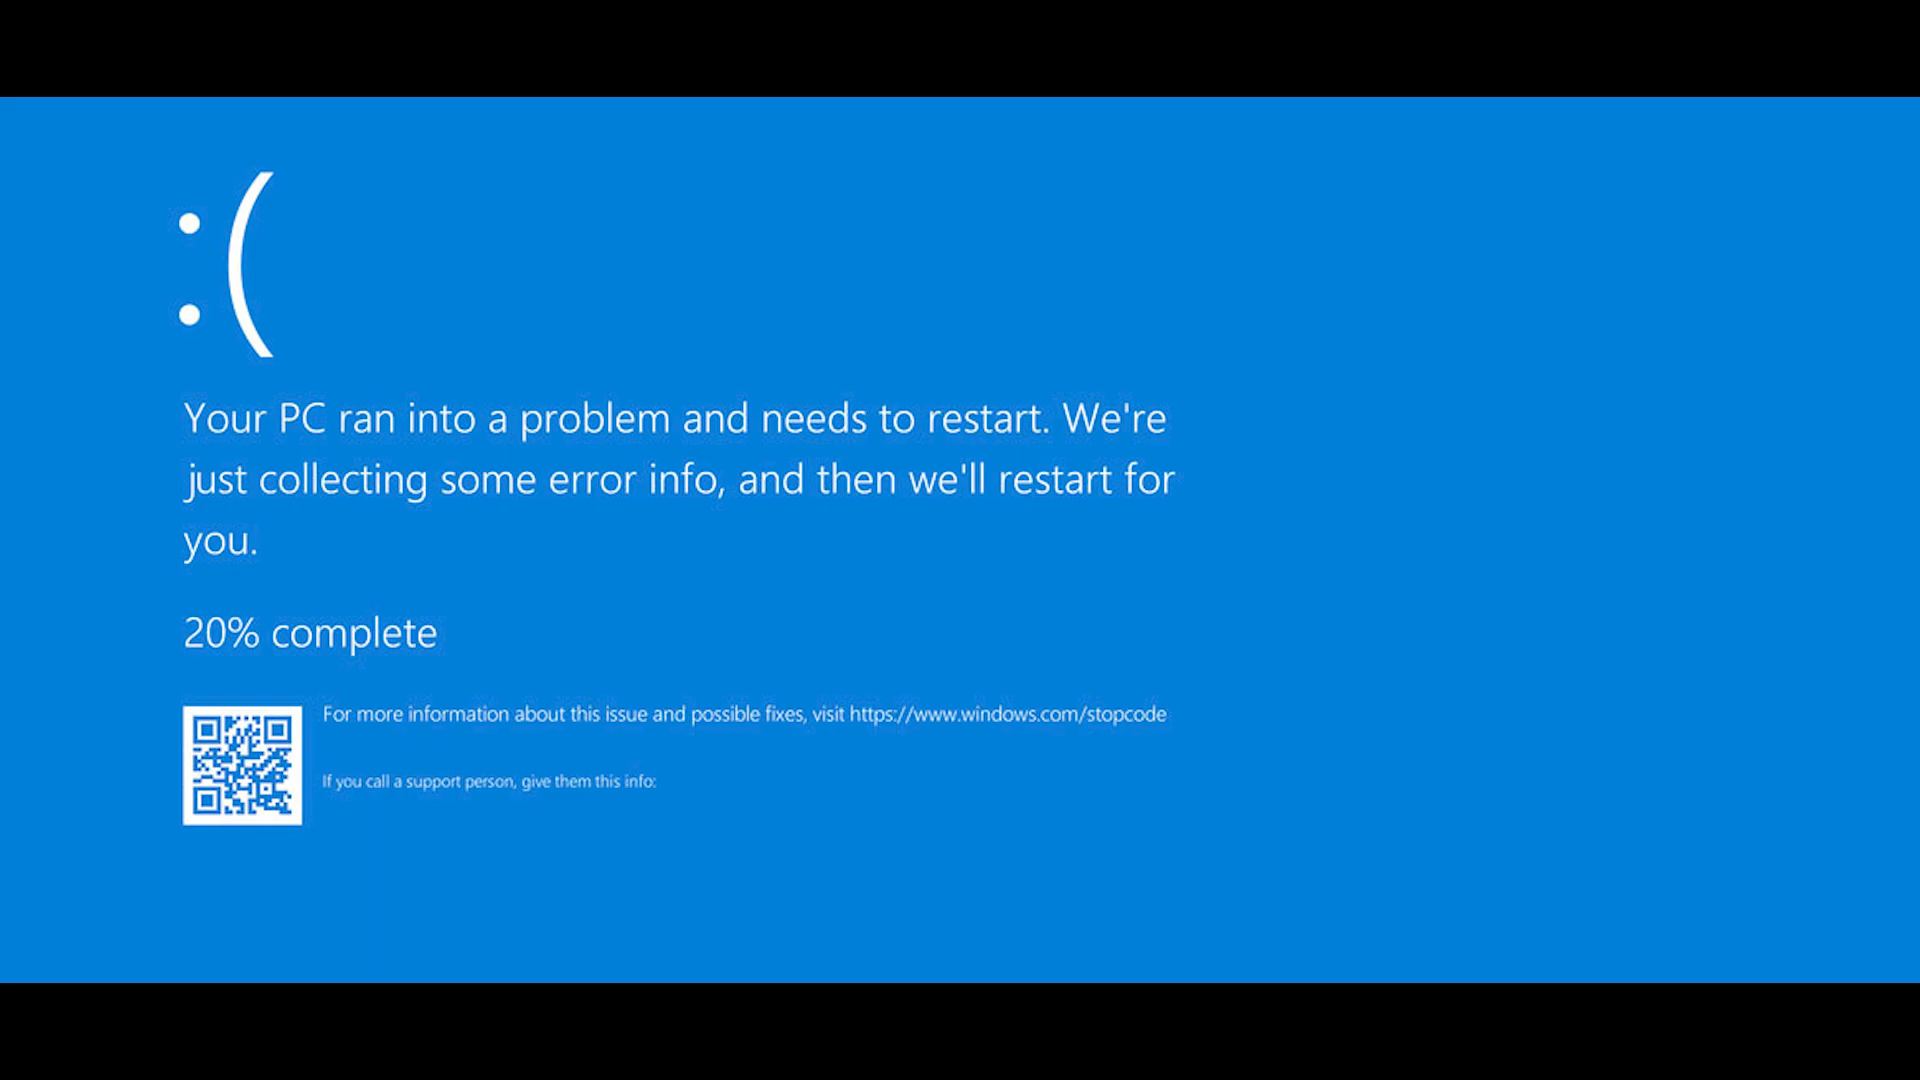 :(
Your PC ran into a problem and needs to restart. We're
just collecting some error info, and then we'll restart for
you.
20% complete
For more information about this issue and possible fixes, visit https://www.windows.com/stopcode
If you call a support person, give them this info: